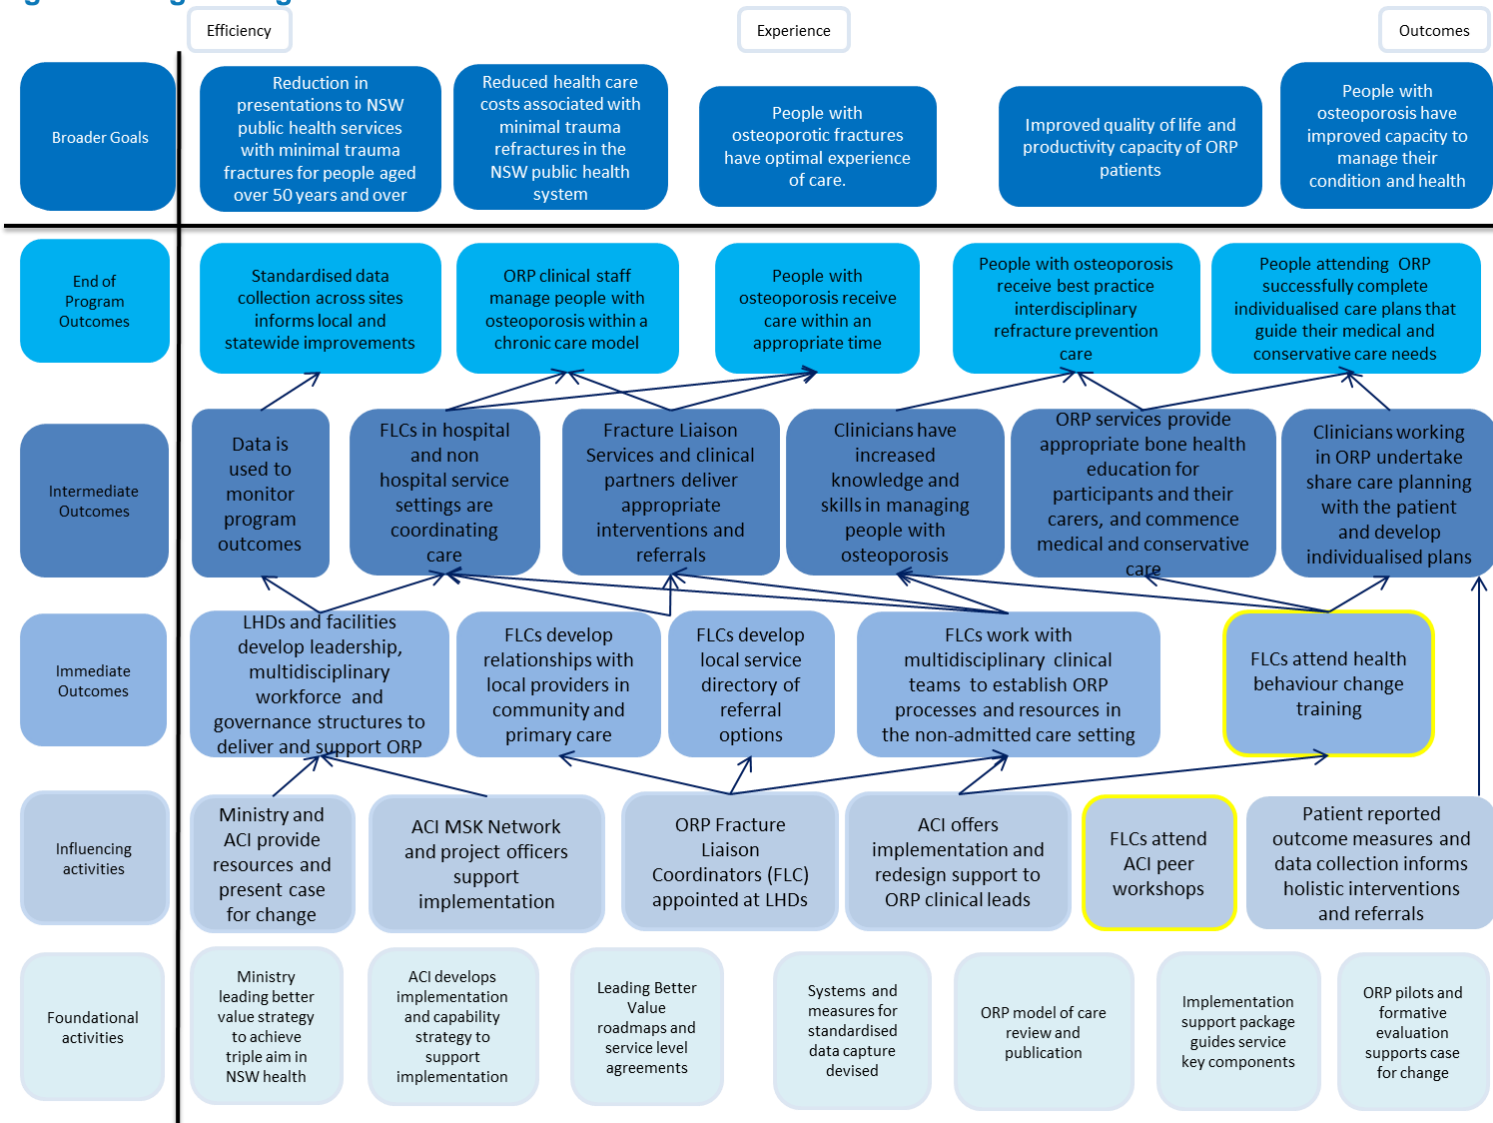 Efficiency
Experience
Outcomes
Broader Goals
Reduction in
presentations to NSW
public health services
with minimal trauma
fractures for people aged
over 50 years and over
Reduced health care
costs associated with
minimal trauma
refractures in the
NSW public health
system
People with
osteoporotic fractures
have optimal experience
of care.
Improved quality of life and
productivity capacity of ORP
patients
People with
osteoporosis have
improved capacity to
manage their
condition and health
End of
Program
Outcomes
Standardised data
collection across sites
informs local and
statewide improvements
ORP clinical staff
manage people with
osteoporosis within a
chronic care model
People with
osteoporosis receive
care within an
appropriate time
People with osteoporosis
receive best practice
interdisciplinary
refracture prevention
care
People attending ORP
successfully complete
individualised care plans that
guide their medical and
conservative care needs
Intermediate
Outcomes
Data is
used to
monitor
program
outcomes
FLCs in hospital
and non
hospital service
settings are
coordinating
care
Fracture Liaison
Services and clinical
partners deliver
appropriate
interventions and
referrals
Clinicians have
increased
knowledge and
skills in managing
people with
osteoporosis
ORP services provide
appropriate bone health
education for
participants and their
carers, and commence
medical and conservative
care
Clinicians working
in ORP undertake
share care planning
with the patient
and develop
individualised plans
Immediate
Outcomes
LHDs and facilities
develop leadership,
multidisciplinary
workforce and
governance structures to
deliver and support ORP
FLCs develop
relationships with
local providers in
community and
primary care
FLCs develop
local service
directory of
referral
options
FLCs work with
multidisciplinary clinical
teams to establish ORP
processes and resources in
the non-admitted care setting
FLCs attend health
behaviour change
training
Influencing
activities
Ministry and
ACI provide
resources and
present case
for change
ACI MSK Network
and project officers
support
implementation
ORP Fracture
Liaison
Coordinators (FLC)
appointed at LHDs
ACI offers
implementation and
redesign support to
ORP clinical leads
FLCs attend
ACI peer
workshops
Patient reported
outcome measures and
data collection informs
holistic interventions
and referrals
Foundational
activities
Ministry
leading better
value strategy
to achieve
triple aim in
NSW health
ACI develops
implementation
and capability
strategy to
support
implementation
Leading Better
Value
roadmaps and
service level
agreements
Systems and
measures for
standardised
data capture
devised
ORP model of care
review and
publication
Implementation
support package
guides service
key components
ORP pilots and
formative
evaluation
supports case
for change